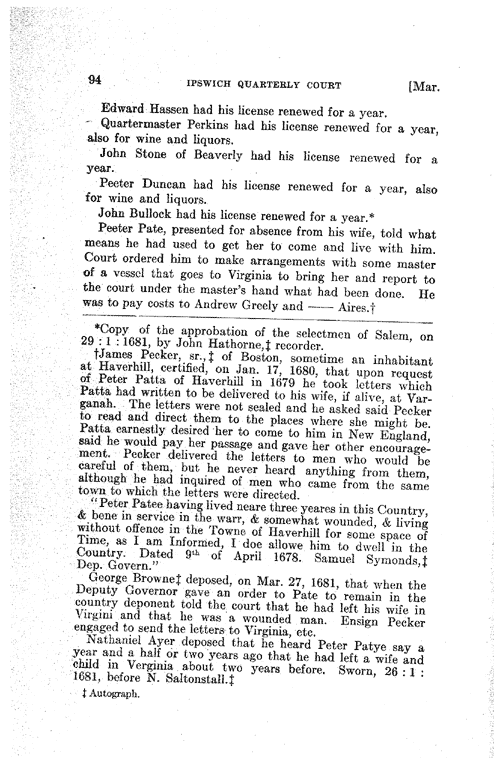 94 IPSWICH QUARTERLY COURT [Mar.
Edward Hassen had his license renewed for a year.
Quartermaster Perkins had his license renewed for a year,
also for wine and liquors.
John Stone of Beaverly had his license renewed for a
year.
Peeter Duncan had his license renewed for a year, also
for wine and liquors.
John Bullock had his license renewed for a year.*
Peeter Pate, presented for absence from his wife, told what
means he had used to get her to come and live with him.
Court ordered him to make arrangements with some master
of a vessel that goes to Virginia to bring her and report to
the court under the master's hand what had been done. He
was to pay costs to Andrew Greely and —— Aires.†
*Copy of the approbation of the selectmen of Salem, on
29 : 1 : 1681, by John Hathorne,‡ recorder.
†James Pecker, sr.,‡ of Boston, sometime an inhabitant
at Haverhill, certified, on Jan. 17, 1680, that upon request
of Peter Patta of Haverhill in 1679 he took letters which
Patta had written to be delivered to his wife, if alive, at Var-
ganah. The letters were not sealed and he asked said Pecker
to read and direct them to the places where she might be.
Patta earnestly desired her to come to him in New England,
said he would pay her passage and gave her other encourage-
ment. Pecker delivered the letters to men who would be
careful of them, but he never heard anything from them,
although he had inquired of men who came from the same
town to which the letters were directed.
"Peter Patee having lived neare three yeares in this Country,
& bene in service in the warr, & somewhat wounded, & living
without offence in the Towne of Haverhill for some space of
Time, as I am Informed, I doe allowe him to dwell in the
Country. Dated 9th of April 1678. Samuel Symonds,‡
Dep. Govern."
George Browne‡ deposed, on Mar. 27, 1681, that when the
Deputy Governor gave an order to Pate to remain in the
country deponent told the court that he had left his wife in
Virgini and that he was a wounded man. Ensign Pecker
engaged to send the letters to Virginia, etc.
Nathaniel Ayer deposed that he heard Peter Patye say a
year and a half or two years ago that he had left a wife and
child in Verginia about two years before. Sworn, 26 : 1 :
1681, before N. Saltonstall.‡
‡ Autograph.